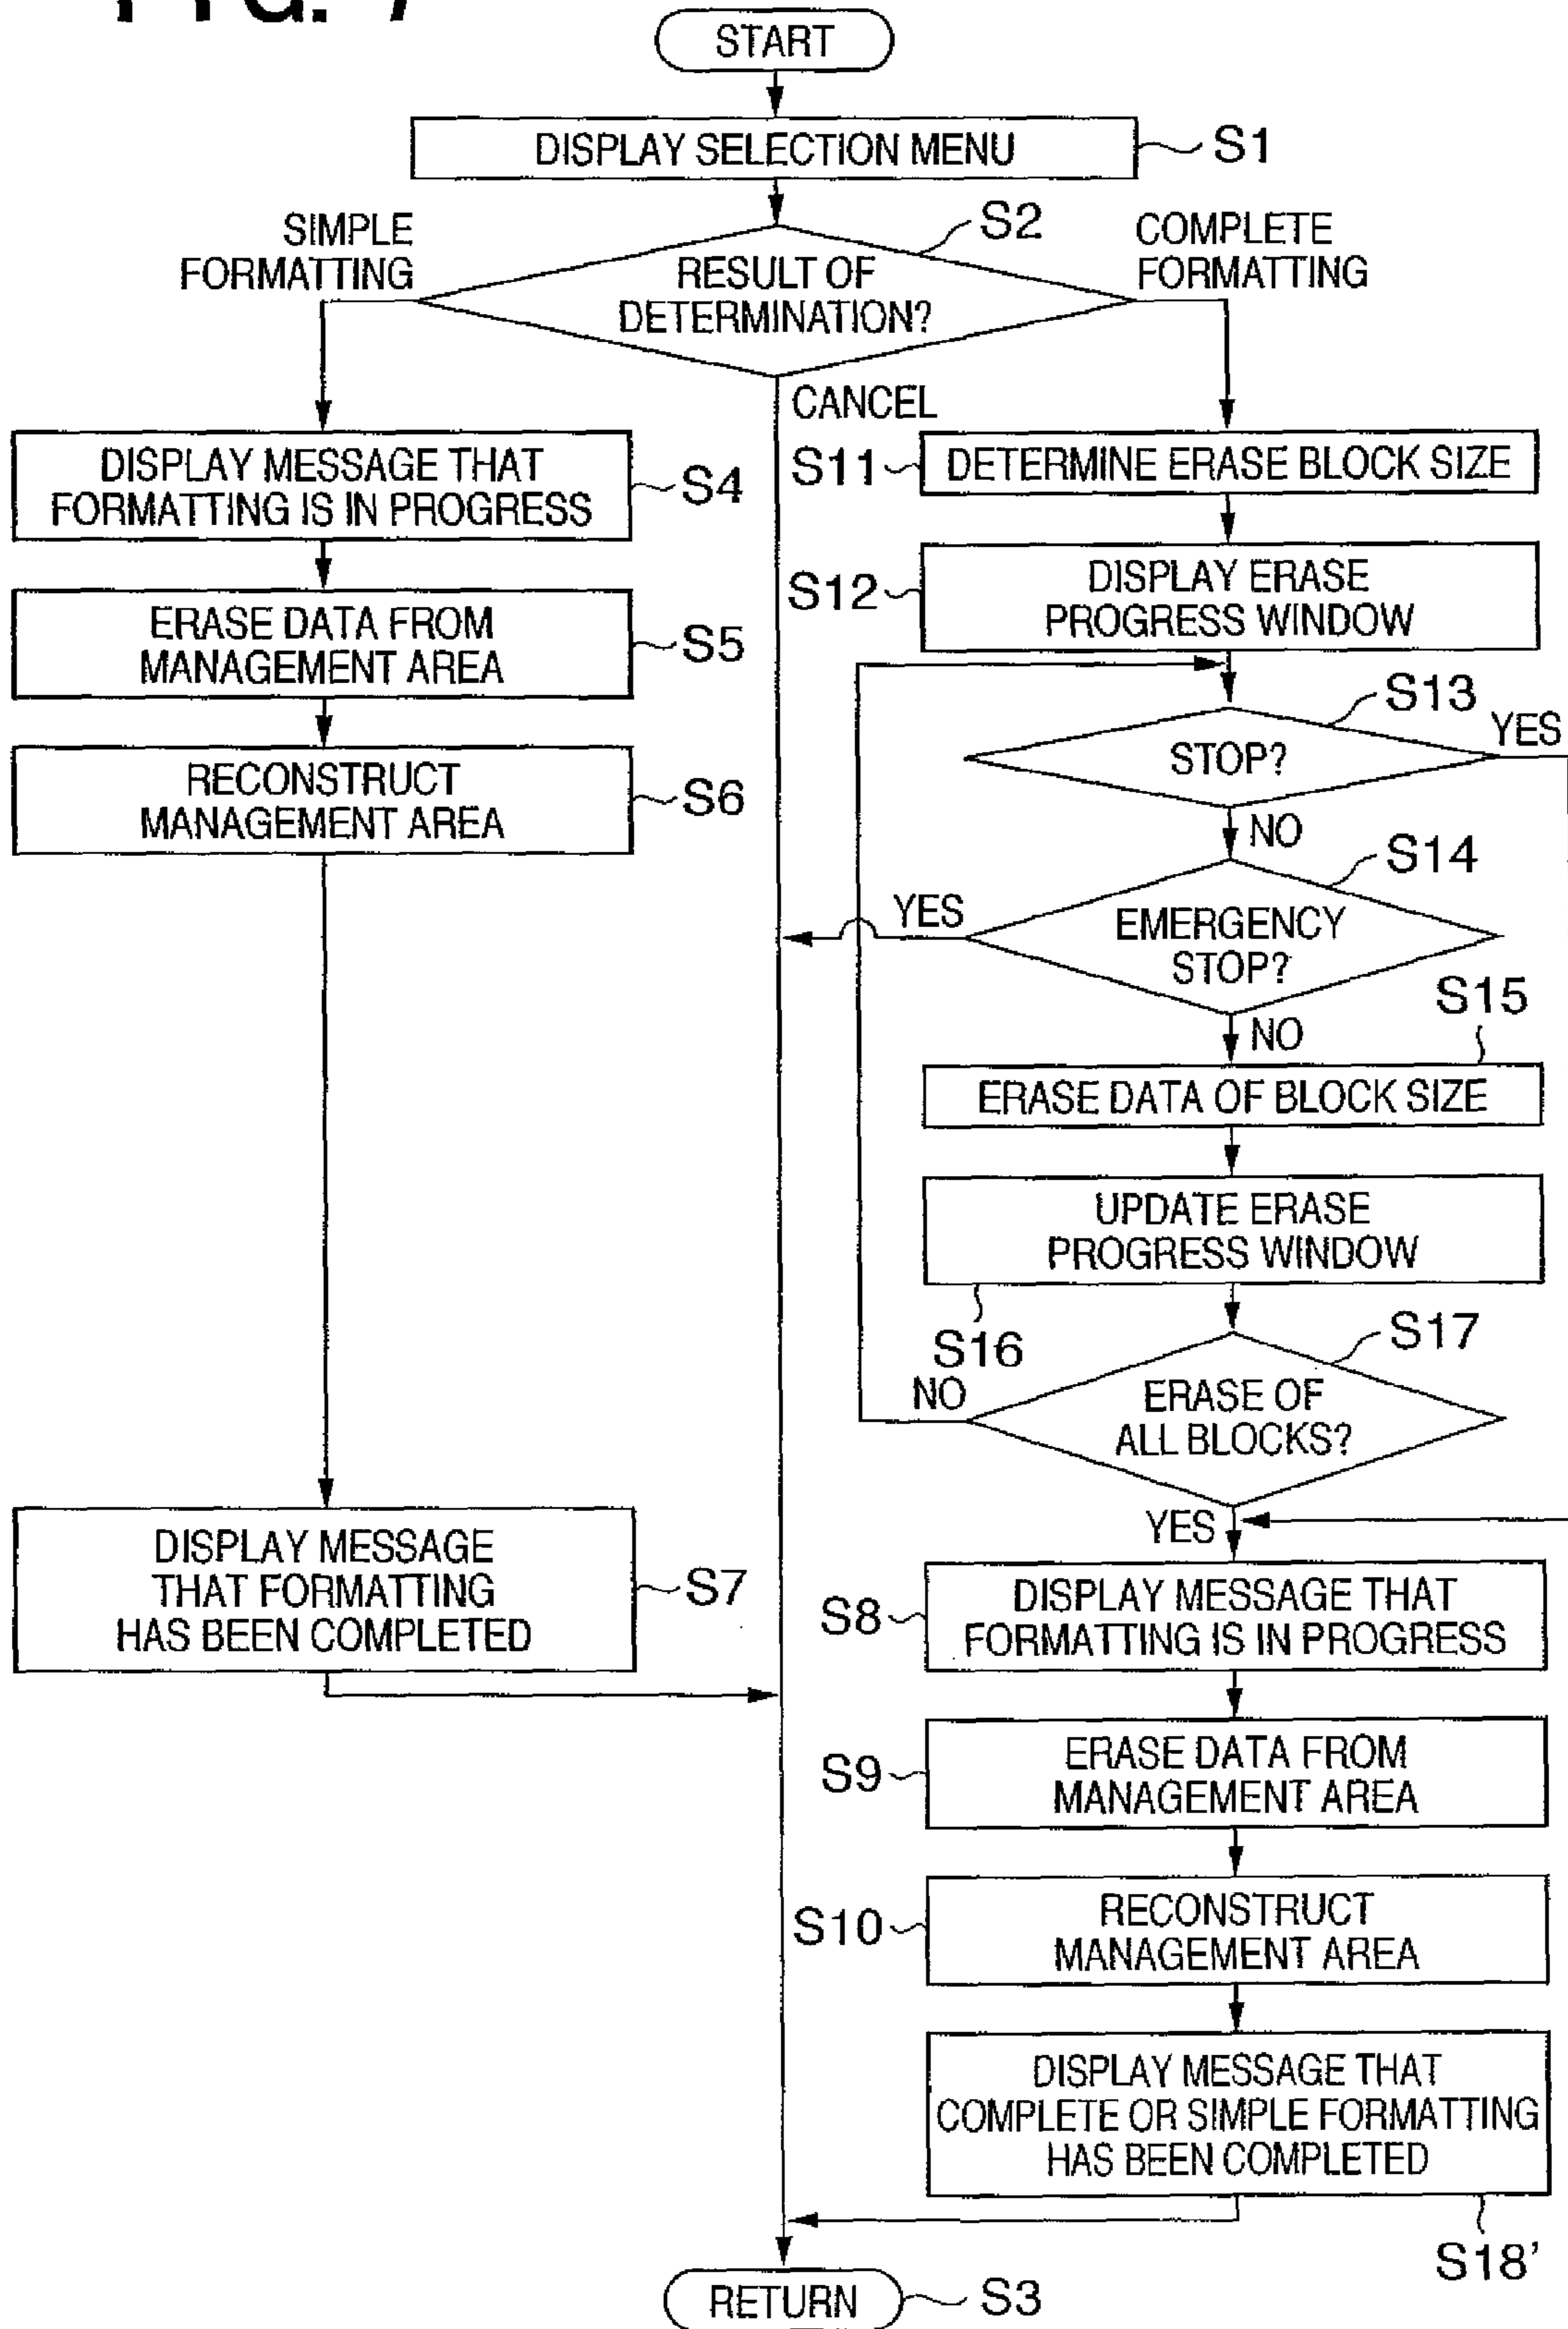 START
DISPLAY SELECTION MENU
S1
SIMPLE
FORMATTING
S2
RESULT OF
DETERMINATION?
COMPLETE
FORMATTING
CANCEL
DISPLAY MESSAGE THAT
FORMATTING IS IN PROGRESS
S4
ERASE DATA FROM
MANAGEMENT AREA
S5
RECONSTRUCT
MANAGEMENT AREA
S6
DISPLAY MESSAGE
THAT FORMATTING
HAS BEEN COMPLETED
S7
S11
DETERMINE ERASE BLOCK SIZE
S12
DISPLAY ERASE
PROGRESS WINDOW
S13
STOP?
YES
NO
S14
EMERGENCY
STOP?
YES
NO
S15
ERASE DATA OF BLOCK SIZE
UPDATE ERASE
PROGRESS WINDOW
S16
S17
ERASE OF
ALL BLOCKS?
NO
YES
S8
DISPLAY MESSAGE THAT
FORMATTING IS IN PROGRESS
S9
ERASE DATA FROM
MANAGEMENT AREA
S10
RECONSTRUCT
MANAGEMENT AREA
DISPLAY MESSAGE THAT
COMPLETE OR SIMPLE FORMATTING
HAS BEEN COMPLETED
S18'
RETURN
S3